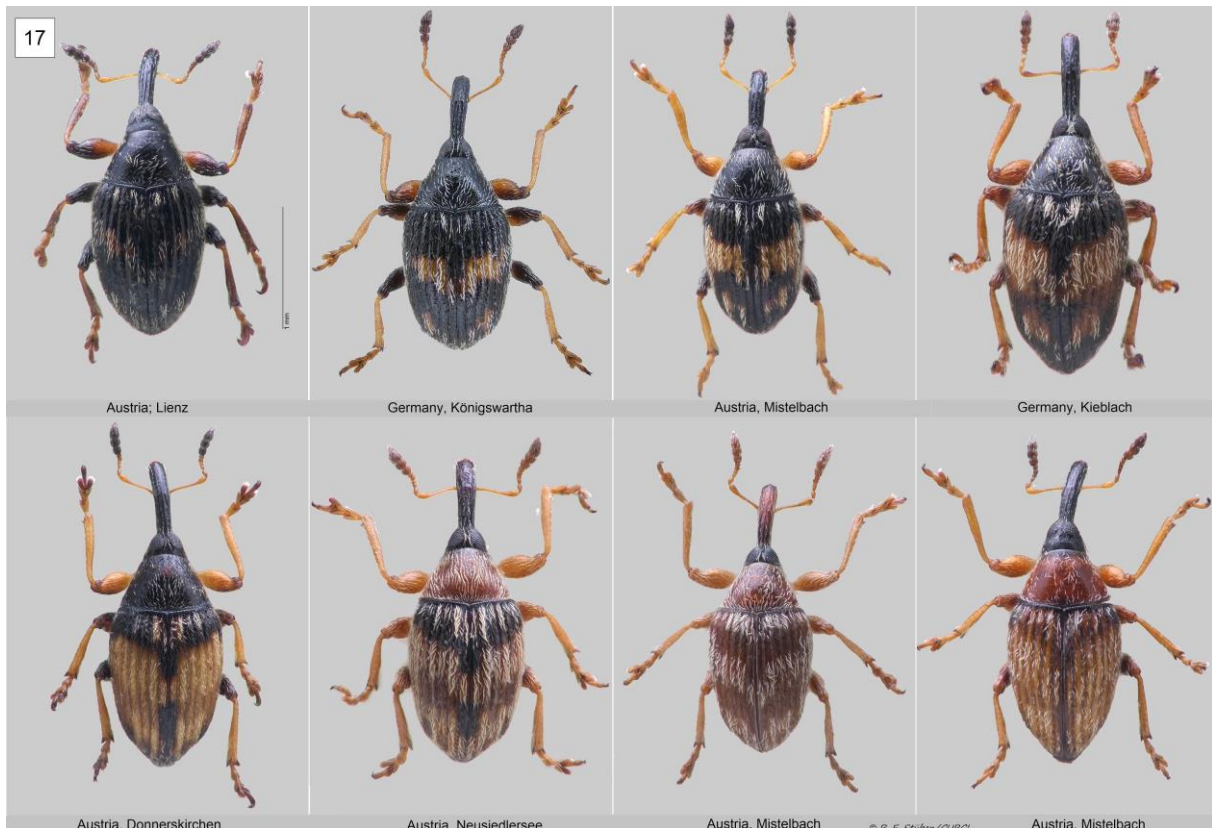 17
1 mm
Austria; Lienz
Germany, Königswartha
Austria, Mistelbach
Germany, Kieblach
Austria, Donnerskirchen
Austria, Neusiedlersee
Austria, Mistelbach
Austria, Mistelbach